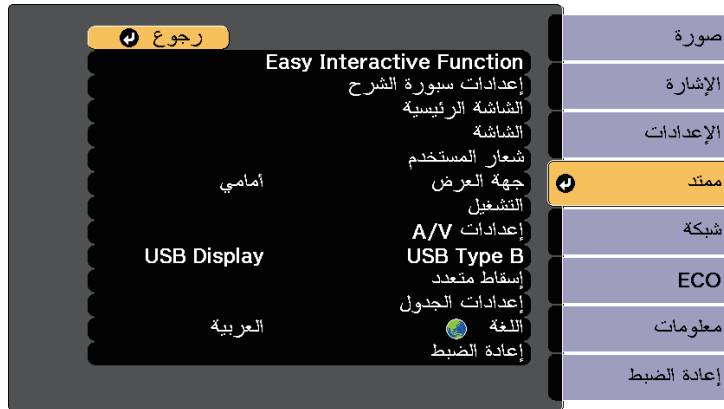 رجوع
Easy Interactive Function
إعدادات سبورة الشرح
الشاشة الرئيسية
الشاشة
شعار المستخدم
جهة العرض أمامي
التشغيل
إعدادات A/V
USB Type B USB Display
إسقاط متعدد
إعدادات الجدول
اللغة العربية
إعادة الضبط
صورة
الإشارة
الإعدادات
ممتد
شبكة
ECO
معلومات
إعادة الضبط